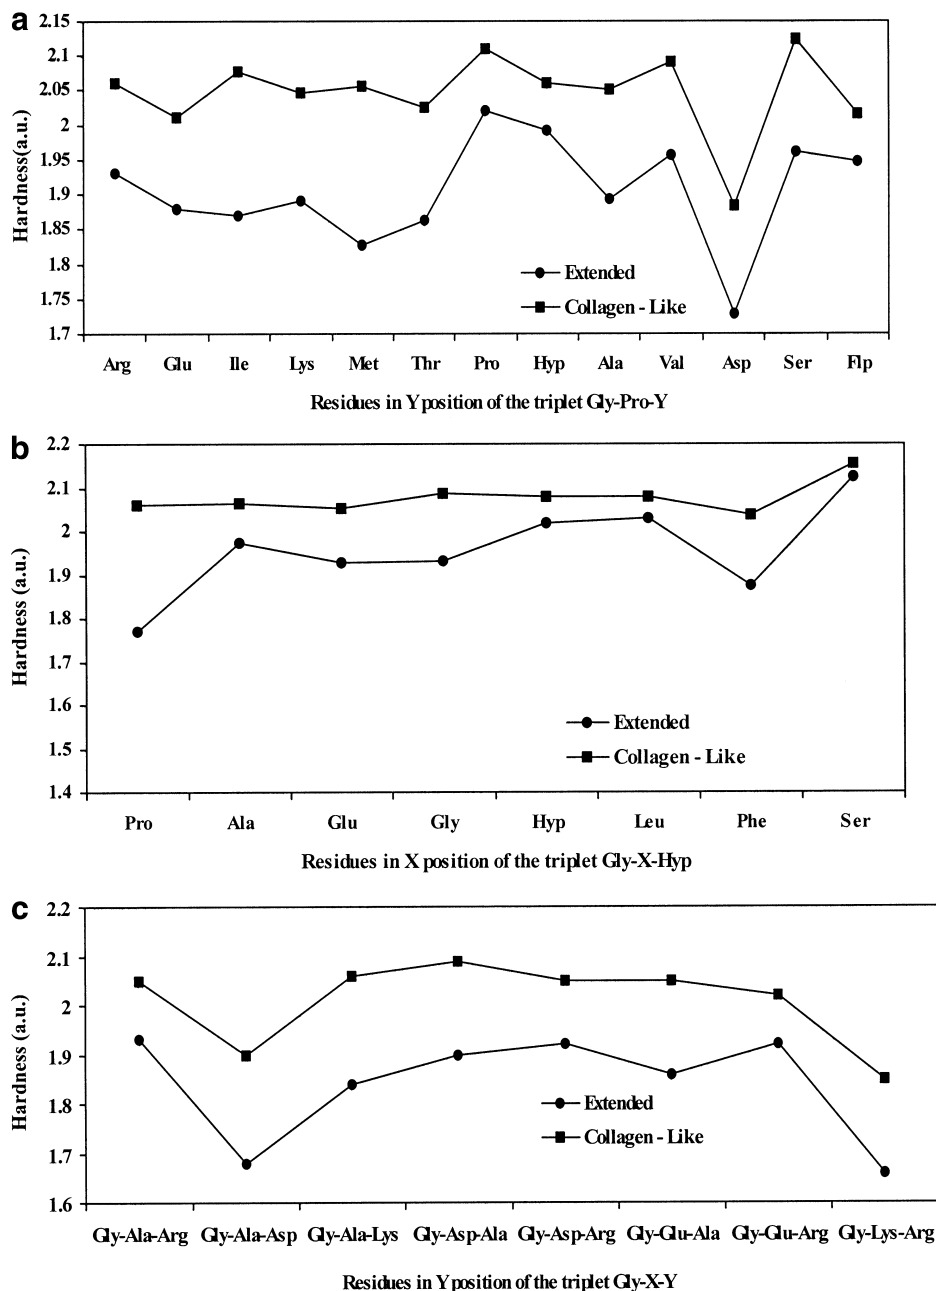 a
2.15
2.1
2.05
2
1.95
1.9
1.85
1.8
1.75
1.7
Hardness(a.u.)
Extended
Collagen - Like
Arg Glu Ile Lys Met Thr Pro Hyp Ala Val Asp Ser Flp
Residues in Y position of the triplet Gly-Pro-Y
b
2.2
2.1
2
1.9
1.8
1.7
1.6
1.5
1.4
Hardness (a.u.)
Extended
Collagen - Like
Pro Ala Glu Gly Hyp Leu Phe Ser
Residues in X position of the triplet Gly-X-Hyp
c
2.2
2.1
2
1.9
1.8
1.7
1.6
Hardness (a.u.)
Extended
Collagen - Like
Gly-Ala-Arg Gly-Ala-Asp Gly-Ala-Lys Gly-Asp-Ala Gly-Asp-Arg Gly-Glu-Ala Gly-Glu-Arg Gly-Lys-Arg
Residues in Y position of the triplet Gly-X-Y